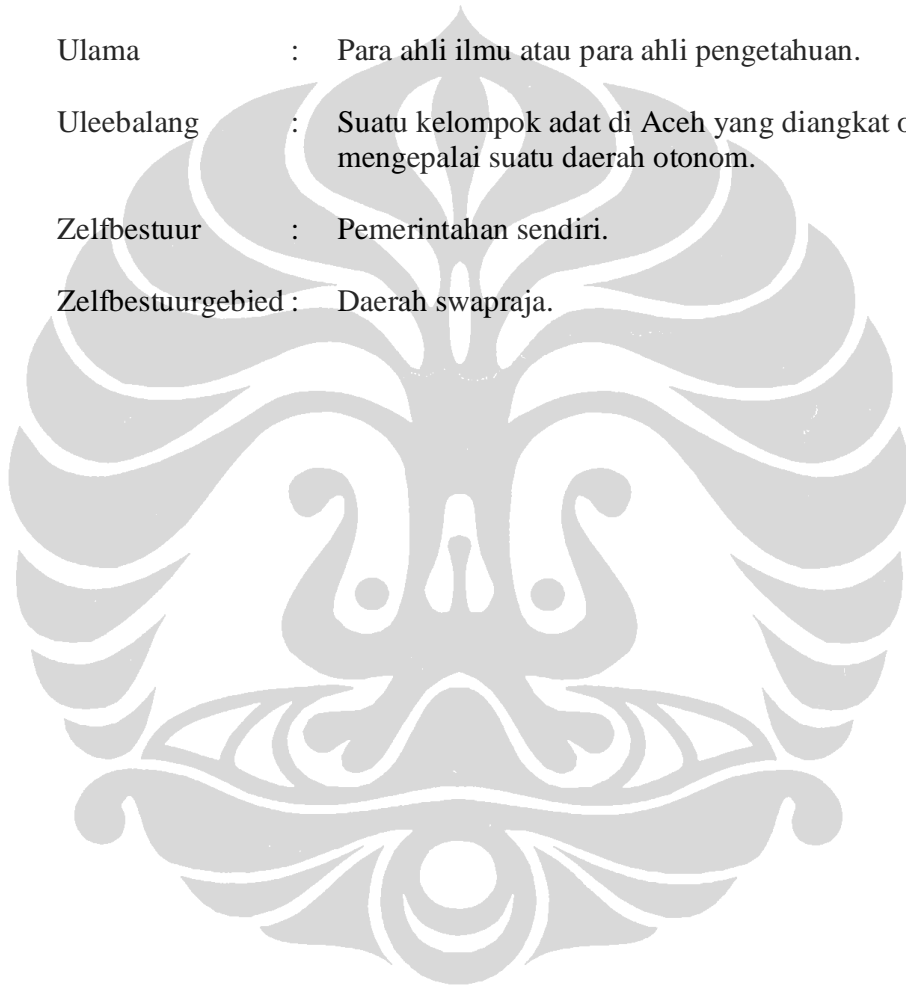 Ulama : Para ahli ilmu atau para ahli pengetahuan.
Uleebalang : Suatu kelompok adat di Aceh yang diangkat
mengepalai suatu daerah otonom.
Zelfbestuur : Pemerintahan sendiri.
Zelfbestuurgebied : Daerah swapraja.